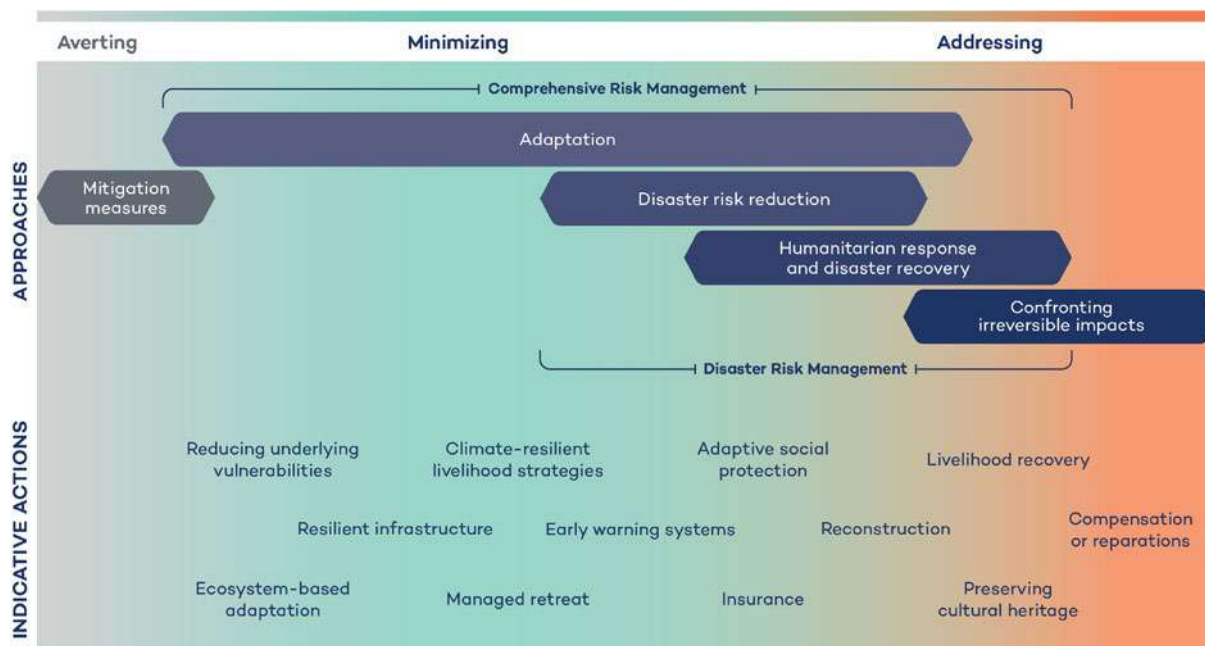 Averting
Minimizing
Addressing
APPROACHES
Comprehensive Risk Management
Adaptation
Mitigation
measures
Disaster risk reduction
Humanitarian response
and disaster recovery
Confronting
irreversible impacts
Disaster Risk Management
INDICATIVE ACTIONS
Reducing underlying
vulnerabilities
Climate-resilient
livelihood strategies
Adaptive social
protection
Livelihood recovery
Resilient infrastructure
Early warning systems
Reconstruction
Compensation
or reparations
Ecosystem-based
adaptation
Managed retreat
Insurance
Preserving
cultural heritage